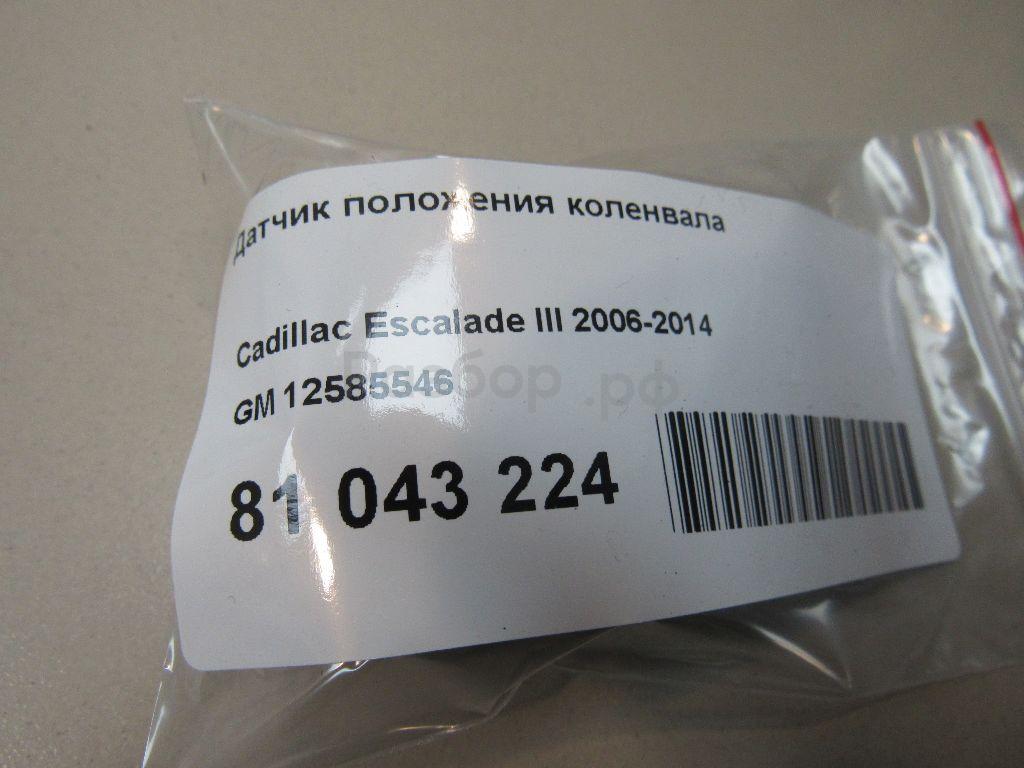 Датчик положения коленвала
Cadillac Escalade III 2006-2014
GM 12585546
Разбор.рф
81 043 224